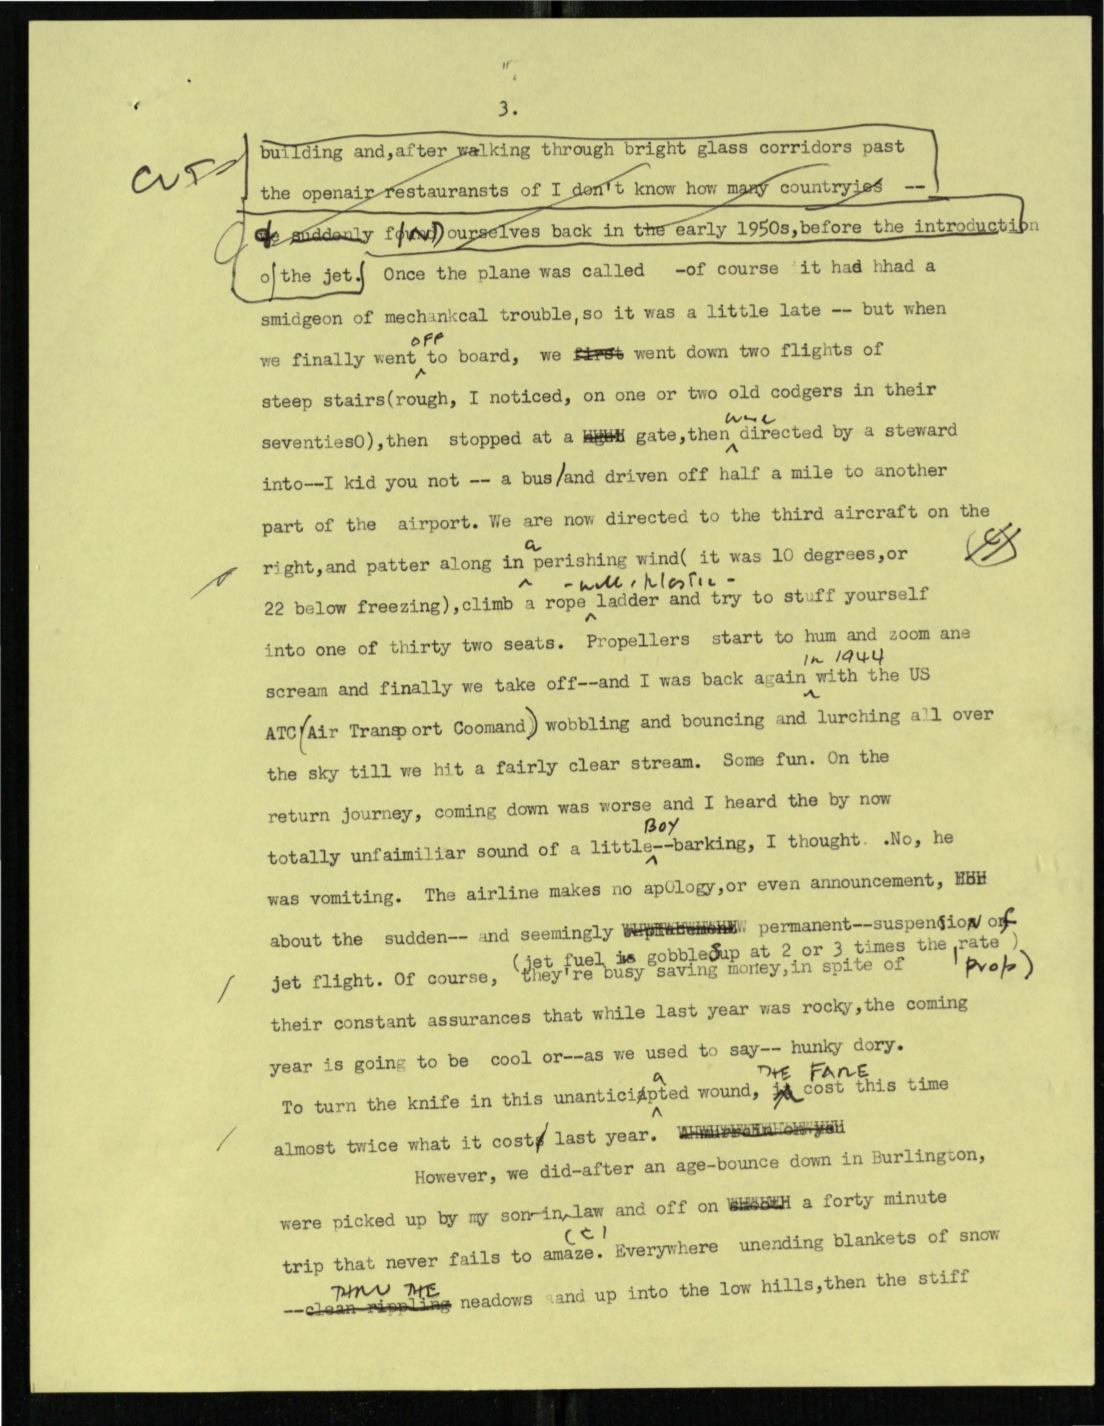 3.
CUT
building and,after walking through bright glass corridors past
the openair restauransts of I don't know how many countryies --
suddenly found ourselves back in the early 1950s,before the introduction
o the jet. Once the plane was called -of course it had hhad a
smidgeon of mechankcal trouble,so it was a little late -- but when
OFF
we finally went to board, we first went down two flights of
steep stairs(rough, I noticed, on one or two old codgers in their
were
seventiesO),then stopped at a gate,then directed by a steward
into--I kid you not -- a bus/and driven off half a mile to another
part of the airport. We are now directed to the third aircraft on the
a
right,and patter along in perishing wind( it was 10 degrees,or
-well, plastic-
22 below freezing),climb a rope ladder and try to stuff yourself
into one of thirty two seats. Propellers start to hum and zoom ane
in 1944
scream and finally we take off--and I was back again with the US
ATC(Air Transp ort Coomand) wobbling and bouncing and lurching all over
the sky till we hit a fairly clear stream. Some fun. On the
return journey, coming down was worse and I heard the by now
BOY
totally unfaimiliar sound of a little--barking, I thought. .No, he
was vomiting. The airline makes no apOlogy,or even announcement,
about the sudden-- and seemingly permanent--suspension of
(jet fuel is gobbled up at 2 or 3 times the rate)
prop)
jet flight. Of course, they're busy saving money,in spite of
their constant assurances that while last year was rocky,the coming
year is going to be cool or--as we used to say-- hunky dory.
a THE FARE
To turn the knife in this unanticipted wound, it cost this time
almost twice what it cost last year.
However, we did-after an age-bounce down in Burlington,
were picked up by my son-in-law and off on a forty minute
trip that never fails to amaze. Everywhere unending blankets of snow
THRU THE
--clean rippling neadows aand up into the low hills,then the stiff